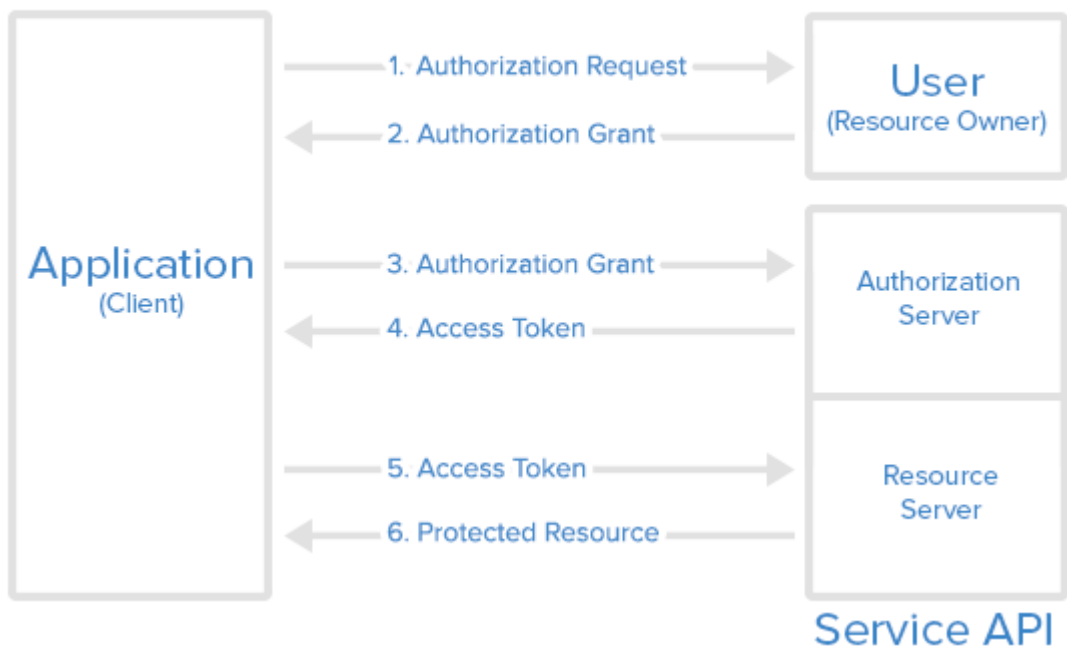 1. Authorization Request
User
(Resource Owner)
2. Authorization Grant
Application
(Client)
3. Authorization Grant
Authorization
Server
4. Access Token
5. Access Token
Resource
Server
6. Protected Resource
Service API